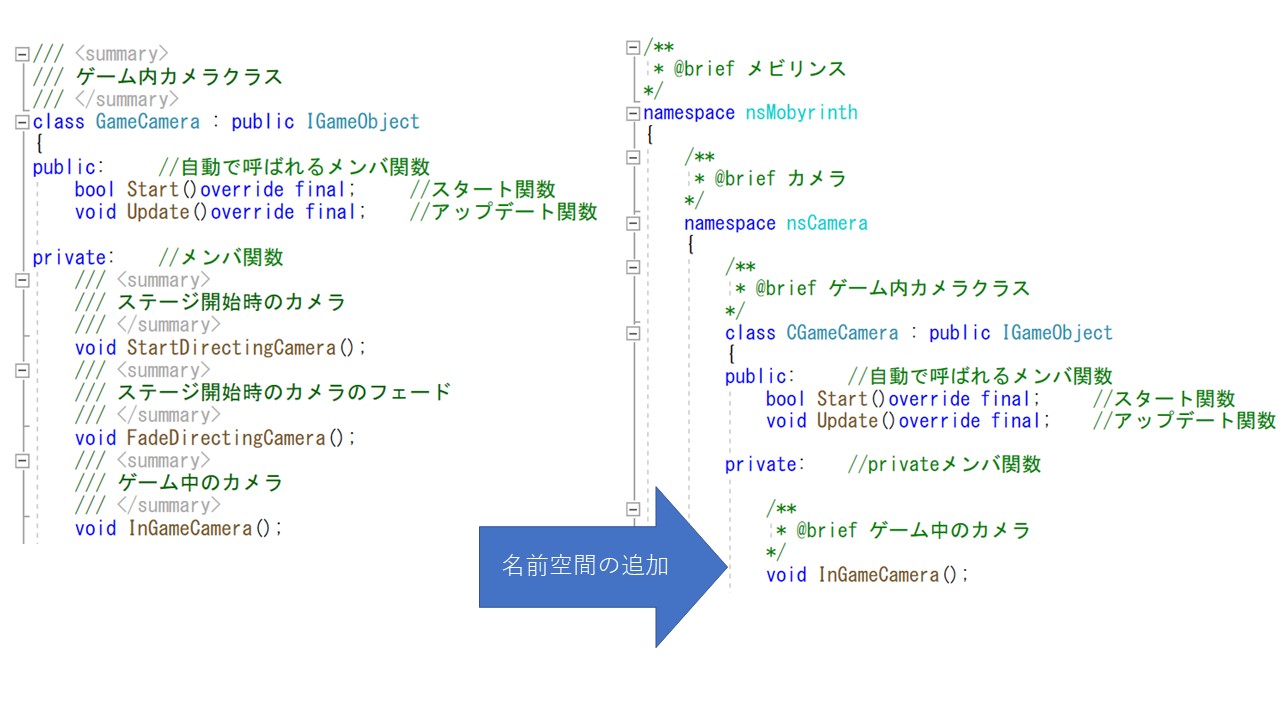 /// <summary>
/// ゲーム内カメラクラス
/// </summary>
class GameCamera : public IGameObject
{
public:     //自動で呼ばれるメンバ関数
    bool Start()override final;     //スタート関数
    void Update()override final;    //アップデート関数

private:    //メンバ関数
    /// <summary>
    /// ステージ開始時のカメラ
    /// </summary>
    void StartDirectingCamera();
    /// <summary>
    /// ステージ開始時のカメラのフェード
    /// </summary>
    void FadeDirectingCamera();
    /// <summary>
    /// ゲーム中のカメラ
    /// </summary>
    void InGameCamera();
名前空間の追加
/**
 * @brief メビリンス
*/
namespace nsMobyrinth
{
    /**
     * @brief カメラ
    */
    namespace nsCamera
    {
        /**
         * @brief ゲーム内カメラクラス
        */
        class CGameCamera : public IGameObject
        {
        public:     //自動で呼ばれるメンバ関数
            bool Start()override final;     //スタート関数
            void Update()override final;    //アップデート関数

        private:    //privateメンバ関数

            /**
             * @brief ゲーム中のカメラ
            */
            void InGameCamera();